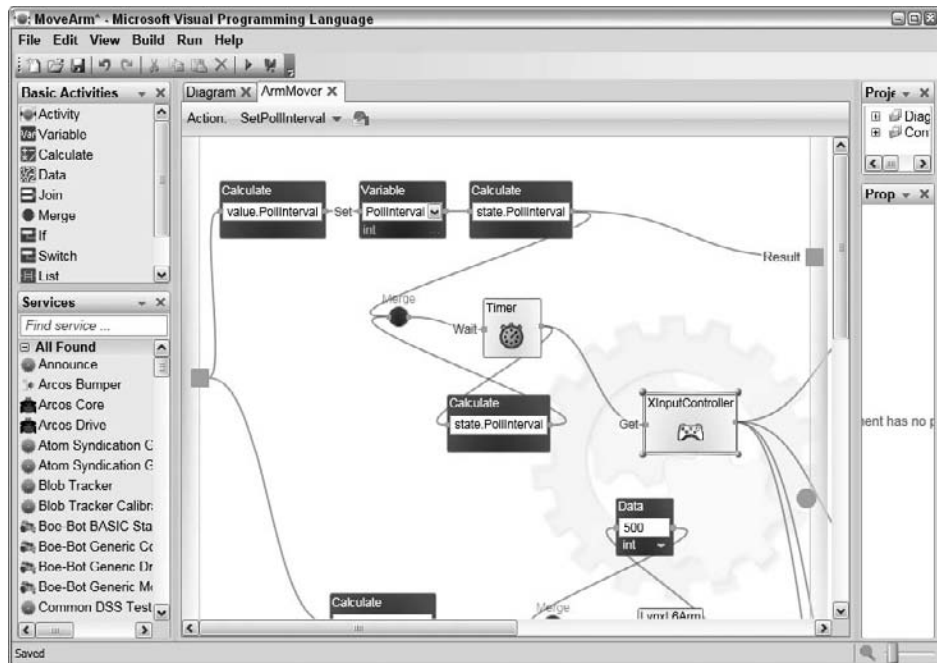 MoveArm* - Microsoft Visual Programming Language
File Edit View Build Run Help
Basic Activities
Activity
Variable
Calculate
Data
Join
Merge
If
Switch
List
Services
Find service ...
All Found
Announce
Arcos Bumper
Arcos Core
Arcos Drive
Atom Syndication G
Atom Syndication G
Blob Tracker
Blob Tracker Calibr
Boe-Bot BASIC Sta
Boe-Bot Generic Co
Boe-Bot Generic Dr
Boe-Bot Generic Mo
Common DSS Test
Diagram X ArmMover X
Action: SetPollInterval
Calculate
value.PollInterval
Set
Variable
PollInterval
int ...
Calculate
state.PollInterval
Result
Merge
Wait
Timer
Calculate
state.PollInterval
Get
XInputController
Data
500
int
Calculate
Merge
LynxL6Arm
Proje
Diag
Con
Prop
nent has no p
Saved